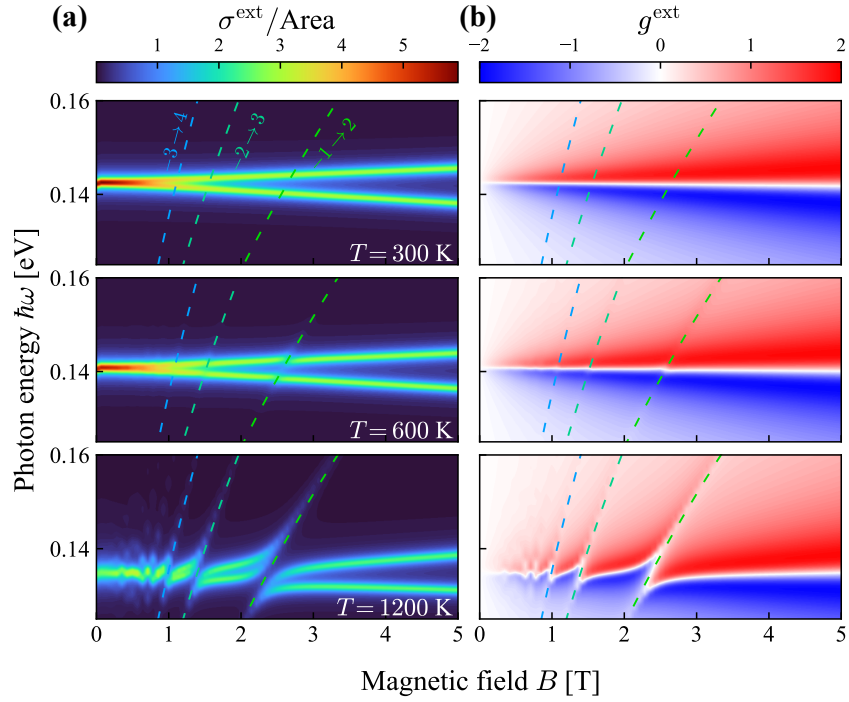 (a) σ^ext/Area (b) g^ext
1 2 3 4 5 −2 −1 0 1 2
0.16
0.14
−3→4 −2→3 −1→2
T = 300 K
0.16
0.14
T = 600 K
0.16
0.14
T = 1200 K
0 1 2 3 4 5 0 1 2 3 4 5
Photon energy ℏω [eV]
Magnetic field B [T]